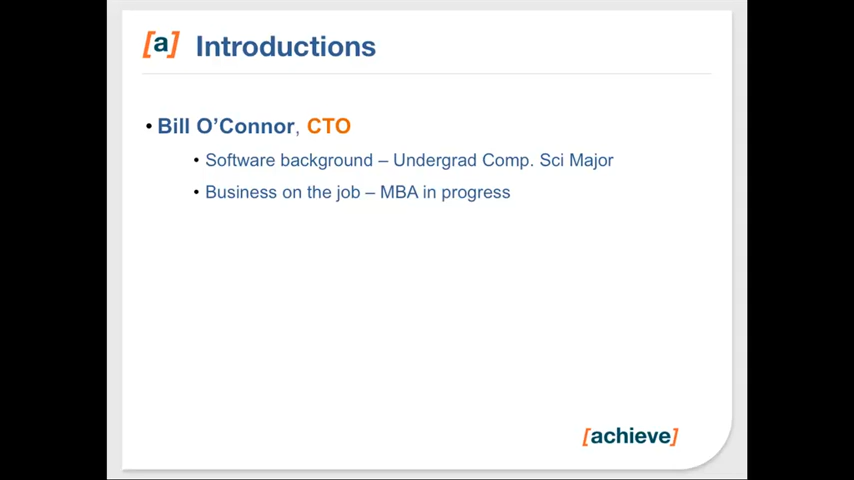 [a] Introductions
• Bill O’Connor, CTO
• Software background – Undergrad Comp. Sci Major
• Business on the job – MBA in progress
[achieve]